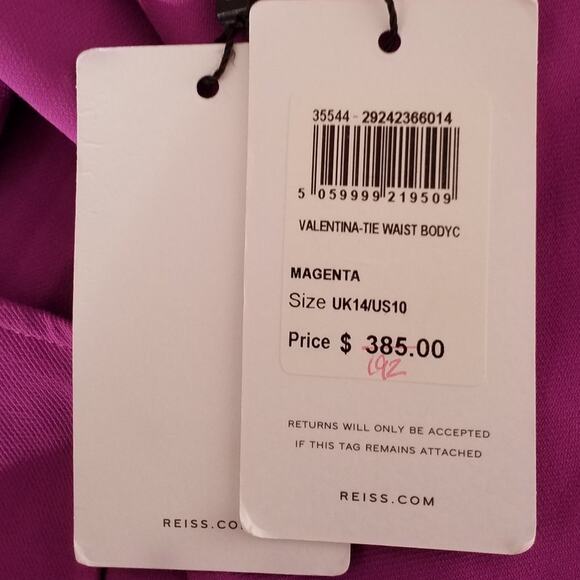 35544 - 29242366014
5 059999 219509
VALENTINA-TIE WAIST BODYC
MAGENTA
Size UK14/US10
Price $ 385.00
192
RETURNS WILL ONLY BE ACCEPTED
IF THIS TAG REMAINS ATTACHED
REISS.COM
REISS.CO